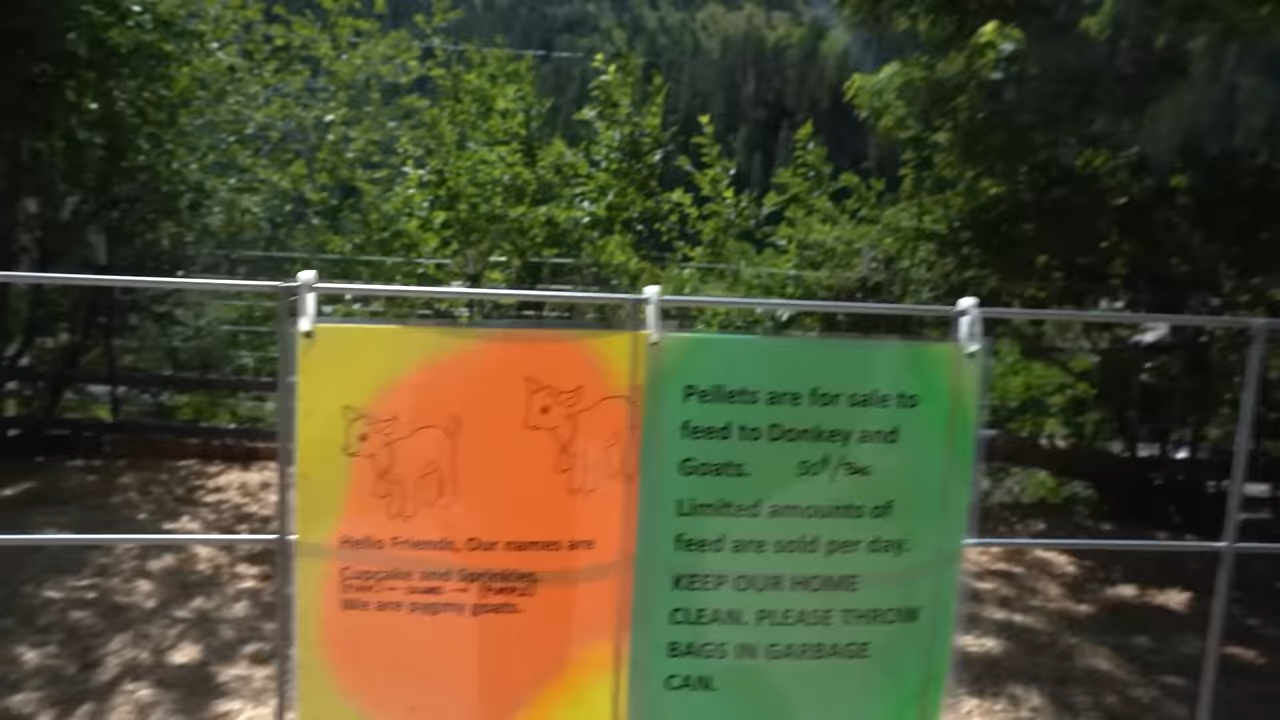 Hello Friends, Our names are
Cupcake and Sprinkles.
We are pygmy goats.
Pellets are for sale to
feed to Donkey and
Goats. 50¢/
Limited amounts of
feed are sold per day.
KEEP OUR HOME
CLEAN. PLEASE THROW
BAGS IN GARBAGE
CAN.